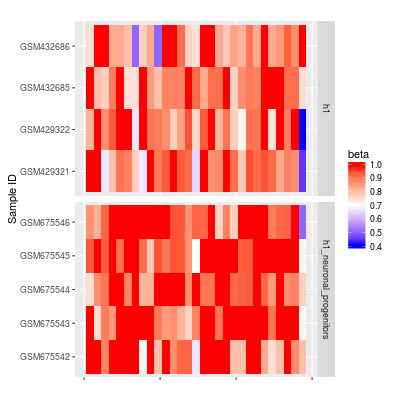 Sample ID
GSM432686
GSM432685
GSM429322
GSM429321
h1
GSM675546
GSM675545
GSM675544
GSM675543
GSM675542
h1_neuronal_progenitors
beta
1.0
0.9
0.8
0.7
0.6
0.5
0.4